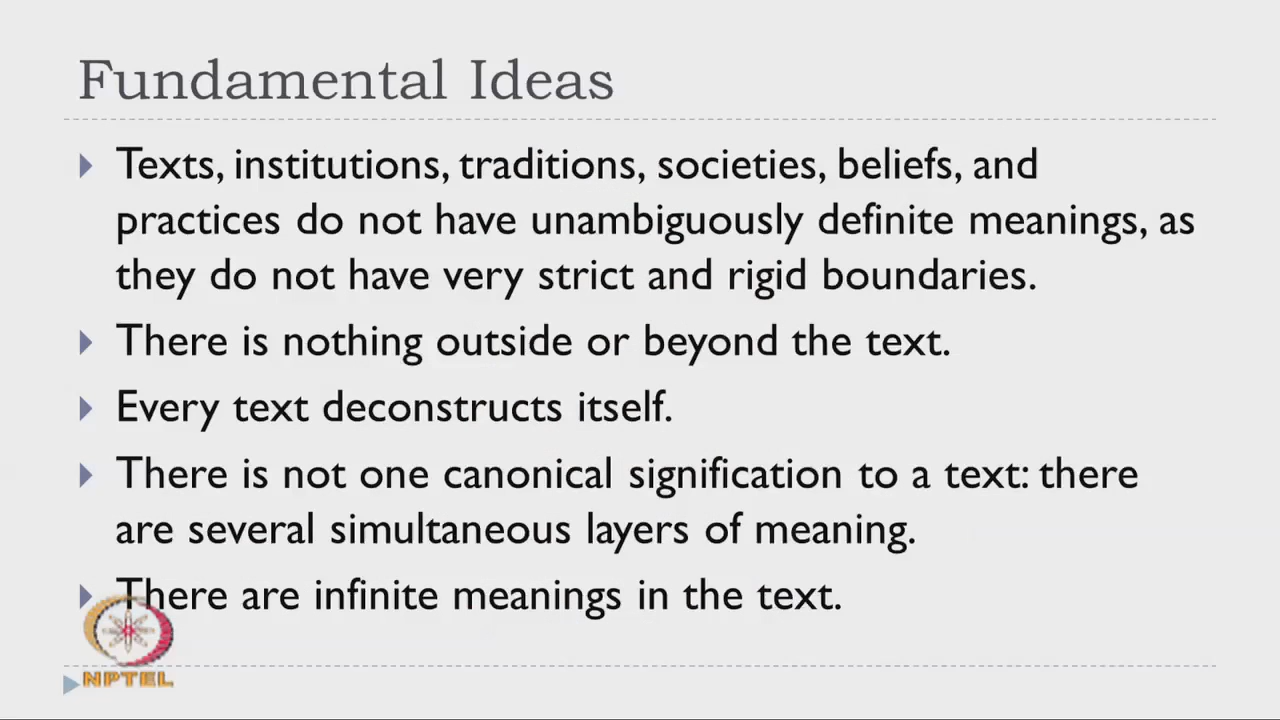 Fundamental Ideas
Texts, institutions, traditions, societies, beliefs, and
practices do not have unambiguously definite meanings, as
they do not have very strict and rigid boundaries.
There is nothing outside or beyond the text.
Every text deconstructs itself.
There is not one canonical signification to a text: there
are several simultaneous layers of meaning.
There are infinite meanings in the text.
NPTEL